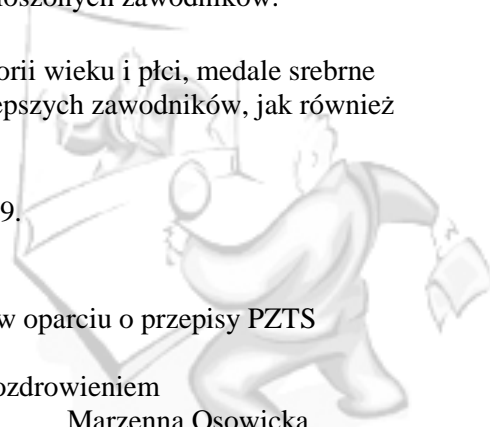 oszonych zawodników.
orii wieku i płci, medale srebrne
epszych zawodników, jak również
9.
w oparciu o przepisy PZTS
ozdrowieniem
Marzenna Osowicka